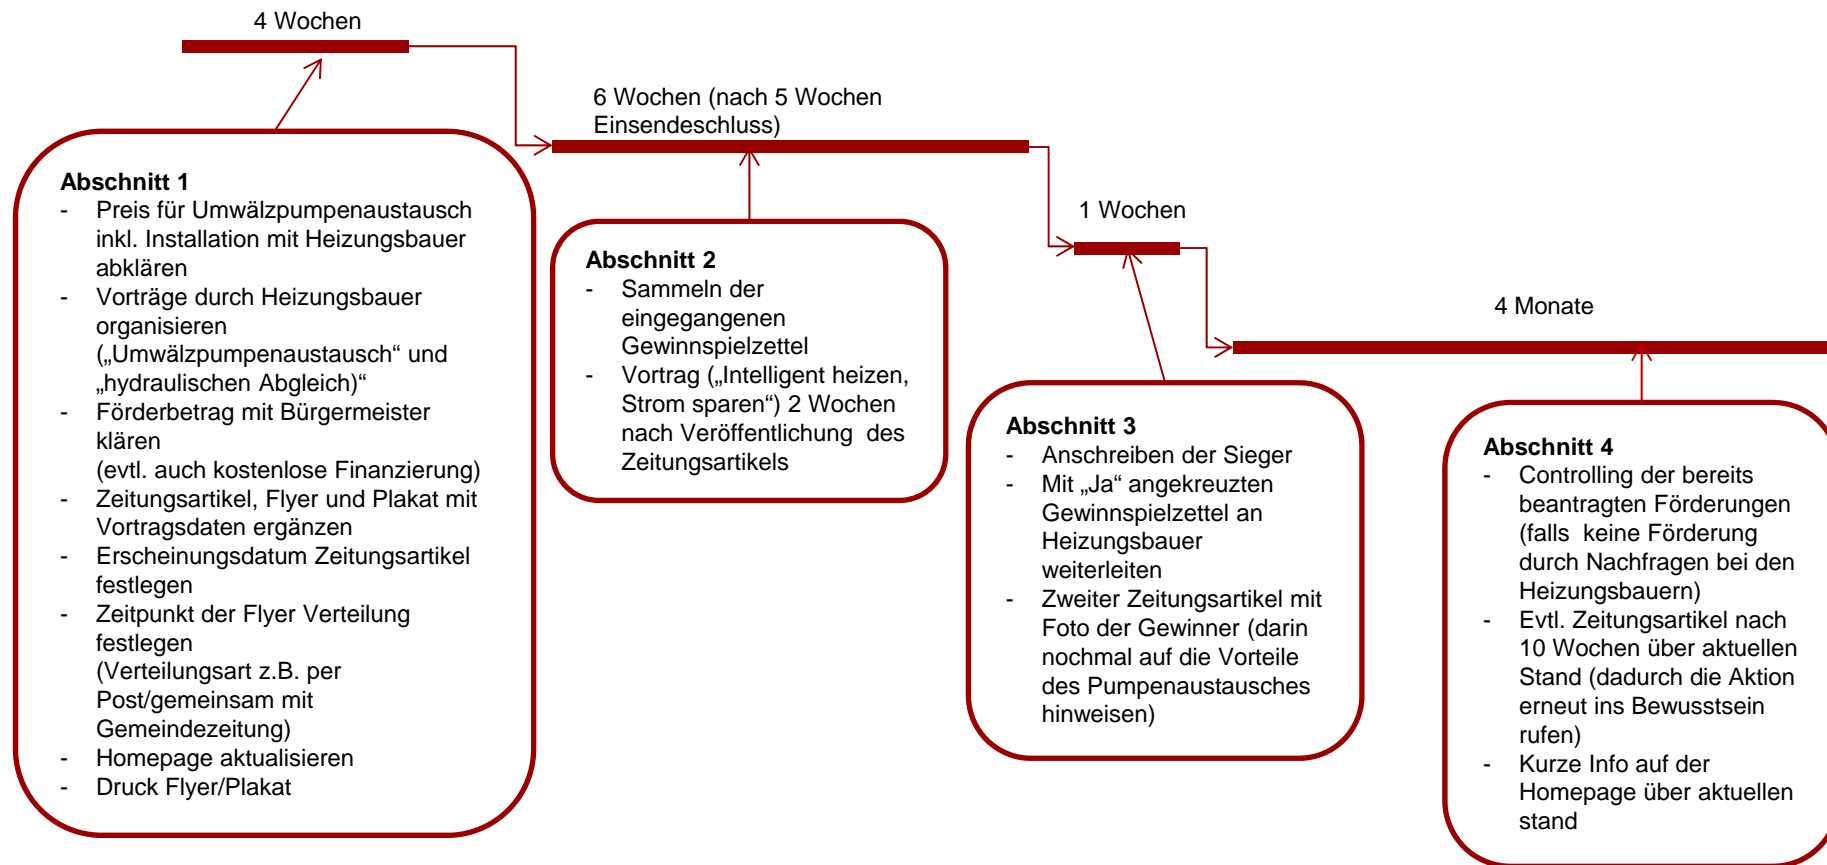 4 Wochen
6 Wochen (nach 5 Wochen
Einsendeschluss)
1 Wochen
4 Monate
Abschnitt 1
- Preis für Umwälzpumpenaustausch
inkl. Installation mit Heizungsbauer
abklären
- Vorträge durch Heizungsbauer
organisieren
(„Umwälzpumpenaustausch“ und
„hydraulischen Abgleich)“
- Förderbetrag mit Bürgermeister
klären
(evtl. auch kostenlose Finanzierung)
- Zeitungsartikel, Flyer und Plakat mit
Vortragsdaten ergänzen
- Erscheinungsdatum Zeitungsartikel
festlegen
- Zeitpunkt der Flyer Verteilung
festlegen
(Verteilungsart z.B. per
Post/gemeinsam mit
Gemeindezeitung)
- Homepage aktualisieren
- Druck Flyer/Plakat
Abschnitt 2
- Sammeln der
eingegangenen
Gewinnspielzettel
- Vortrag („Intelligent heizen,
Strom sparen“) 2 Wochen
nach Veröffentlichung des
Zeitungsartikels
Abschnitt 3
- Anschreiben der Sieger
- Mit „Ja“ angekreuzten
Gewinnspielzettel an
Heizungsbauer
weiterleiten
- Zweiter Zeitungsartikel mit
Foto der Gewinner (darin
nochmal auf die Vorteile
des Pumpenaustausches
hinweisen)
Abschnitt 4
- Controlling der bereits
beantragten Förderungen
(falls keine Förderung
durch Nachfragen bei den
Heizungsbauern)
- Evtl. Zeitungsartikel nach
10 Wochen über aktuellen
Stand (dadurch die Aktion
erneut ins Bewusstsein
rufen)
- Kurze Info auf der
Homepage über aktuellen
stand